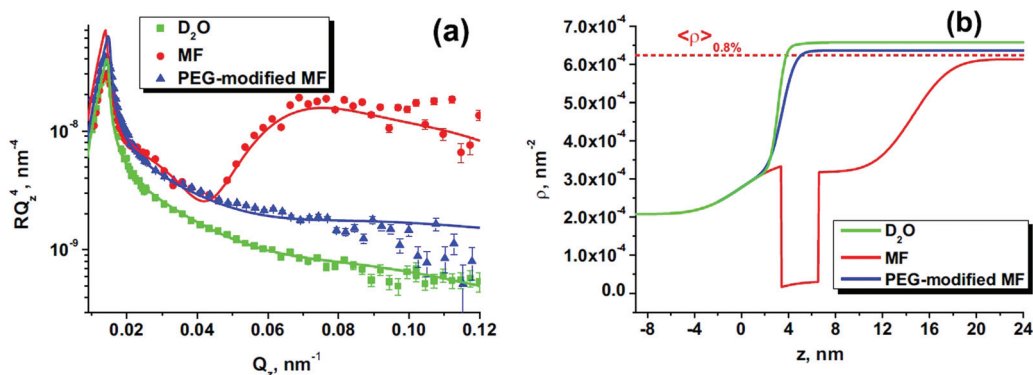 (a)
D₂O
MF
PEG-modified MF
RQ_z⁴, nm⁻⁴
10⁻⁸
10⁻⁹
0.02
0.04
0.06
0.08
0.10
0.12
Q_z, nm⁻¹
(b)
<ρ>0.8%
7.0x10⁻⁴
6.0x10⁻⁴
5.0x10⁻⁴
4.0x10⁻⁴
3.0x10⁻⁴
2.0x10⁻⁴
1.0x10⁻⁴
0.0
ρ, nm⁻²
D₂O
MF
PEG-modified MF
-8
-4
0
4
8
12
16
20
24
z, nm